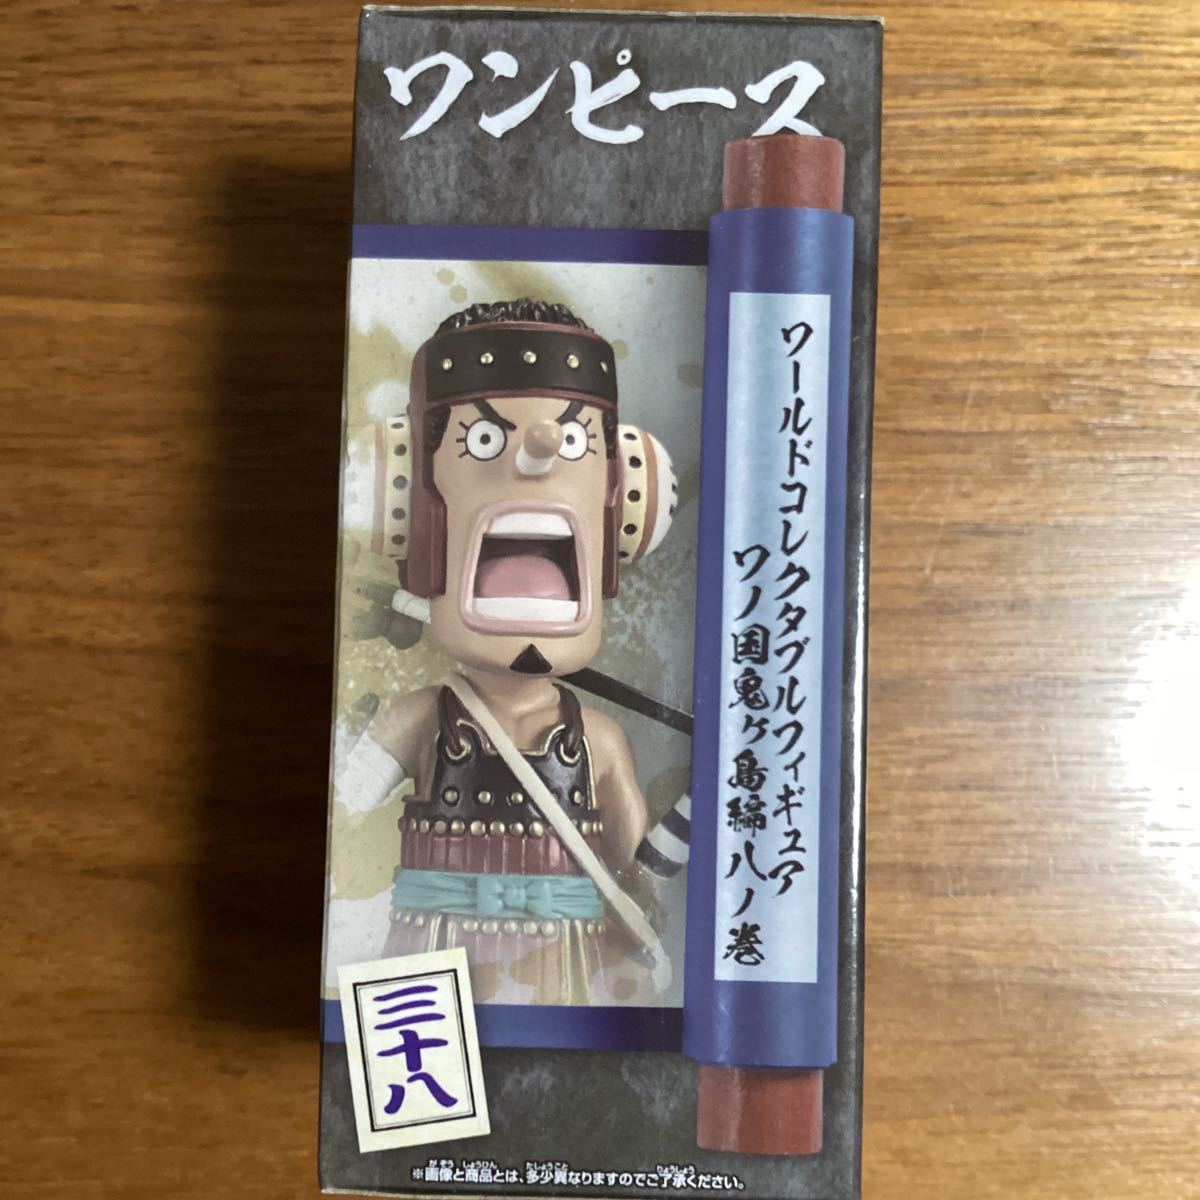 ワンピース
ワールドコレクタブルフィギュア
ワノ国鬼ヶ島編八ノ巻
三十八
※画像と商品とは、多少異なりますのでご了承ください。